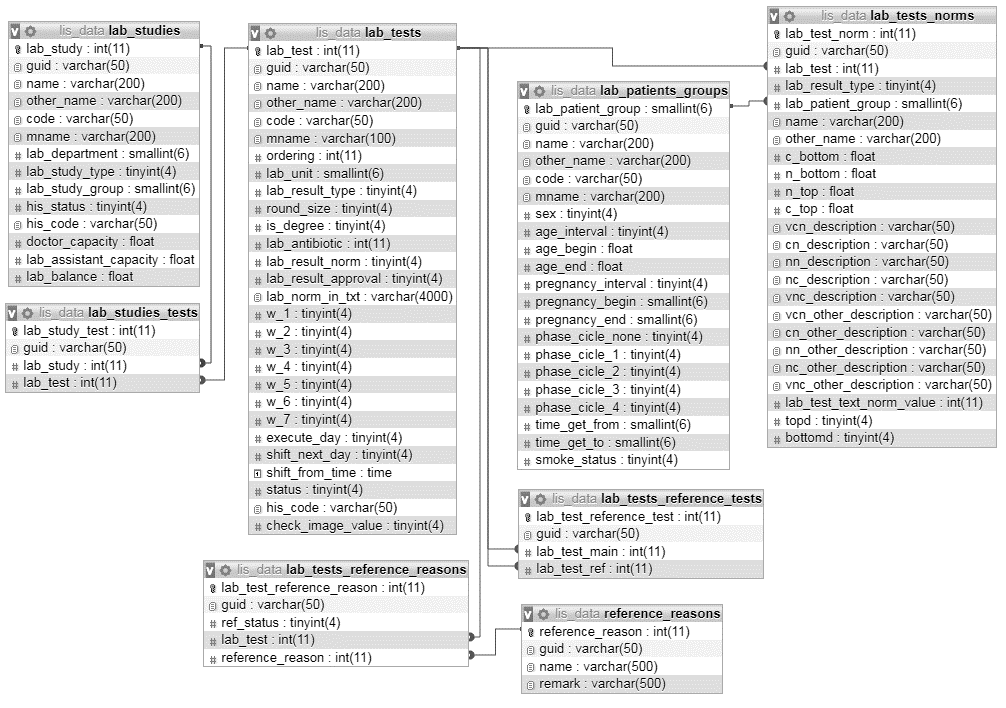 lis_data lab_studies
lab_study : int(11)
guid : varchar(50)
name : varchar(200)
other_name : varchar(200)
code : varchar(50)
mname : varchar(200)
lab_department : smallint(6)
lab_study_type : tinyint(4)
lab_study_group : smallint(6)
his_status : tinyint(4)
his_code : varchar(50)
doctor_capacity : float
lab_assistant_capacity : float
lab_balance : float
lis_data lab_studies_tests
lab_study_test : int(11)
guid : varchar(50)
lab_study : int(11)
lab_test : int(11)
lis_data lab_tests
lab_test : int(11)
guid : varchar(50)
name : varchar(200)
other_name : varchar(200)
code : varchar(50)
mname : varchar(100)
ordering : int(11)
lab_unit : smallint(6)
lab_result_type : tinyint(4)
round_size : tinyint(4)
is_degree : tinyint(4)
lab_antibiotic : int(11)
lab_result_norm : tinyint(4)
lab_result_approval : tinyint(4)
lab_norm_in_txt : varchar(4000)
w_1 : tinyint(4)
w_2 : tinyint(4)
w_3 : tinyint(4)
w_4 : tinyint(4)
w_5 : tinyint(4)
w_6 : tinyint(4)
w_7 : tinyint(4)
execute_day : tinyint(4)
shift_next_day : tinyint(4)
shift_from_time : time
status : tinyint(4)
his_code : varchar(50)
check_image_value : tinyint(4)
lis_data lab_tests_reference_reasons
lab_test_reference_reason : int(11)
guid : varchar(50)
ref_status : tinyint(4)
lab_test : int(11)
reference_reason : int(11)
lis_data lab_patients_groups
lab_patient_group : smallint(6)
guid : varchar(50)
name : varchar(200)
other_name : varchar(200)
code : varchar(50)
mname : varchar(200)
sex : tinyint(4)
age_interval : tinyint(4)
age_begin : float
age_end : float
pregnancy_interval : tinyint(4)
pregnancy_begin : smallint(6)
pregnancy_end : smallint(6)
phase_cicle_none : tinyint(4)
phase_cicle_1 : tinyint(4)
phase_cicle_2 : tinyint(4)
phase_cicle_3 : tinyint(4)
phase_cicle_4 : tinyint(4)
time_get_from : smallint(6)
time_get_to : smallint(6)
smoke_status : tinyint(4)
lis_data lab_tests_reference_tests
lab_test_reference_test : int(11)
guid : varchar(50)
lab_test_main : int(11)
lab_test_ref : int(11)
lis_data reference_reasons
reference_reason : int(11)
guid : varchar(50)
name : varchar(500)
remark : varchar(500)
lis_data lab_tests_norms
lab_test_norm : int(11)
guid : varchar(50)
lab_test : int(11)
lab_result_type : tinyint(4)
lab_patient_group : smallint(6)
name : varchar(200)
other_name : varchar(200)
c_bottom : float
n_bottom : float
n_top : float
c_top : float
vcn_description : varchar(50)
cn_description : varchar(50)
nn_description : varchar(50)
nc_description : varchar(50)
vnc_description : varchar(50)
vcn_other_description : varchar(50)
cn_other_description : varchar(50)
nn_other_description : varchar(50)
nc_other_description : varchar(50)
vnc_other_description : varchar(50)
lab_test_text_norm_value : int(11)
topd : tinyint(4)
bottomd : tinyint(4)